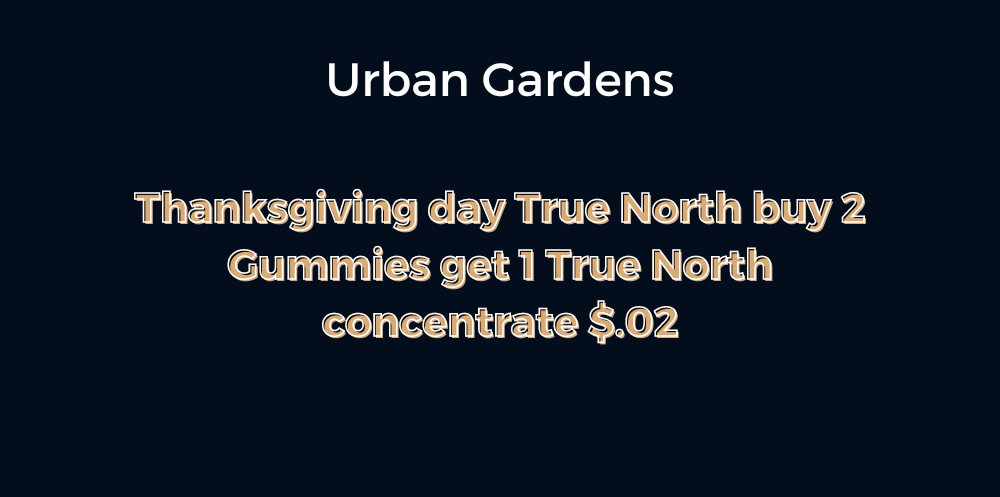 Urban Gardens
Thanksgiving day True North buy 2
Gummies get 1 True North
concentrate $.02